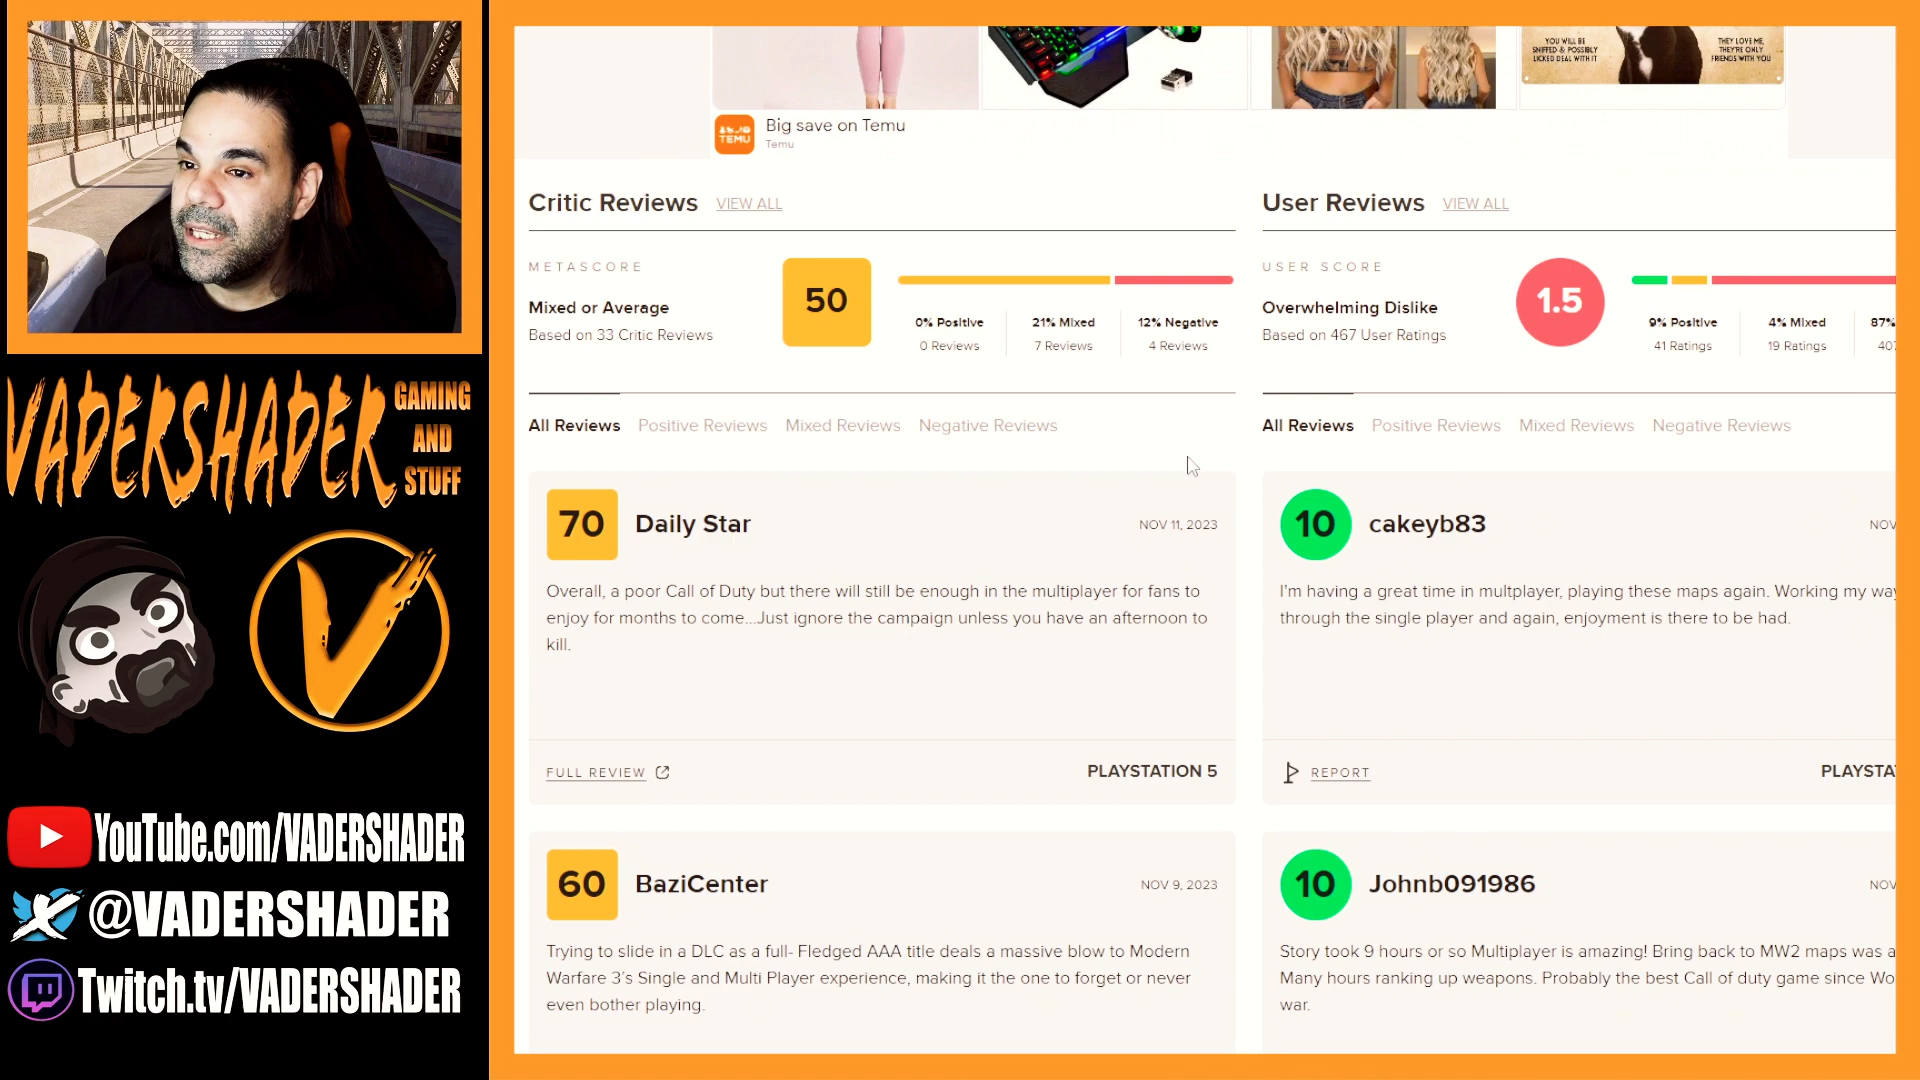 YOU WILL BE
SNIFFED & POSSIBLY
LICKED DEAL WITH IT
THEY LOVE ME,
THEY'RE ONLY
FRIENDS WITH YOU
TEMU
Big save on Temu
Temu
Critic Reviews VIEW ALL
METASCORE
Mixed or Average
Based on 33 Critic Reviews
50
0% Positive
0 Reviews
21% Mixed
7 Reviews
12% Negative
4 Reviews
All Reviews Positive Reviews Mixed Reviews Negative Reviews
70 Daily Star NOV 11, 2023
Overall, a poor Call of Duty but there will still be enough in the multiplayer for fans to
enjoy for months to come...Just ignore the campaign unless you have an afternoon to
kill.
FULL REVIEW PLAYSTATION 5
60 BaziCenter NOV 9, 2023
Trying to slide in a DLC as a full- Fledged AAA title deals a massive blow to Modern
Warfare 3's Single and Multi Player experience, making it the one to forget or never
even bother playing.
User Reviews VIEW ALL
USER SCORE
Overwhelming Dislike
Based on 467 User Ratings
1.5
9% Positive
41 Ratings
4% Mixed
19 Ratings
87%
407
All Reviews Positive Reviews Mixed Reviews Negative Reviews
10 cakeyb83 NOV
I'm having a great time in multplayer, playing these maps again. Working my way
through the single player and again, enjoyment is there to be had.
REPORT PLAYSTA
10 Johnb091986 NOV
Story took 9 hours or so Multiplayer is amazing! Bring back to MW2 maps was a
Many hours ranking up weapons. Probably the best Call of duty game since Wo
war.
VADERSHADER
GAMING
AND
STUFF
V
YouTube.com/VADERSHADER
@VADERSHADER
Twitch.tv/VADERSHADER